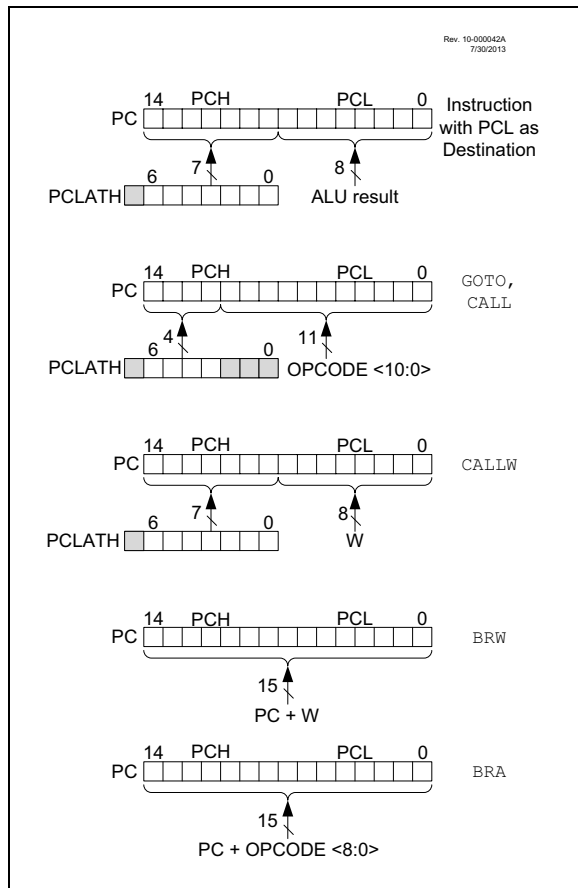 Rev. 10-000042A
7/30/2013
14 PCH PCL 0
PC
Instruction
with PCL as
Destination
6 7 0 8
PCLATH ALU result
14 PCH PCL 0
PC
GOTO,
CALL
6 4 0 11
PCLATH OPCODE <10:0>
14 PCH PCL 0
PC CALLW
6 7 0 8
PCLATH W
14 PCH PCL 0
PC BRW
15
PC + W
14 PCH PCL 0
PC BRA
15
PC + OPCODE <8:0>